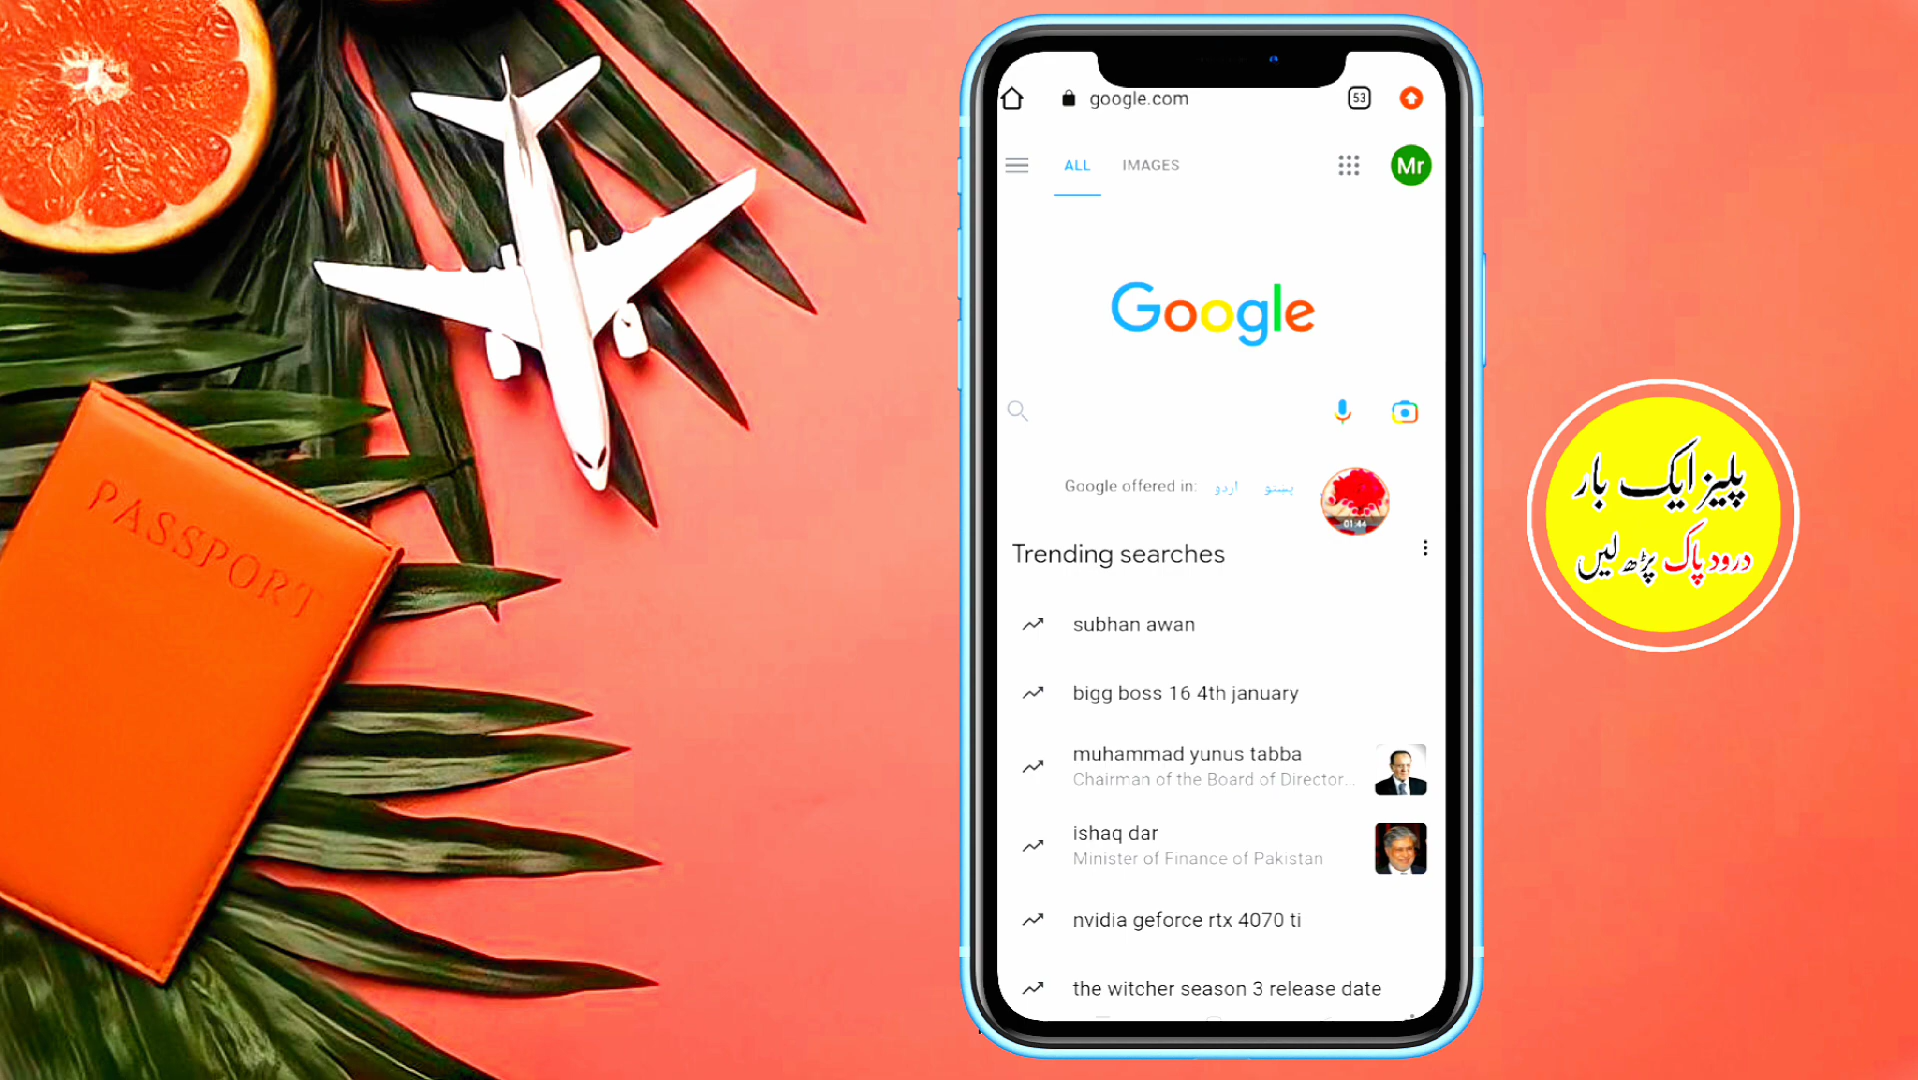 PASSPORT
google.com
53
ALL IMAGES
Mr
Google
Google offered in: اردو پښتو
01:44
Trending searches
subhan awan
bigg boss 16 4th january
muhammad yunus tabba
Chairman of the Board of Director...
ishaq dar
Minister of Finance of Pakistan
nvidia geforce rtx 4070 ti
the witcher season 3 release date
پلیز ایک بار
درود پاک پڑھ لیں